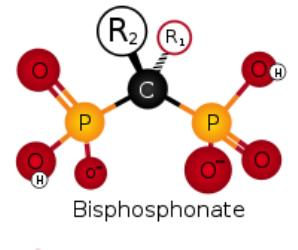 R₂ R₁
O C O H
P P
O H O⁻ O⁻ O
Bisphosphonate